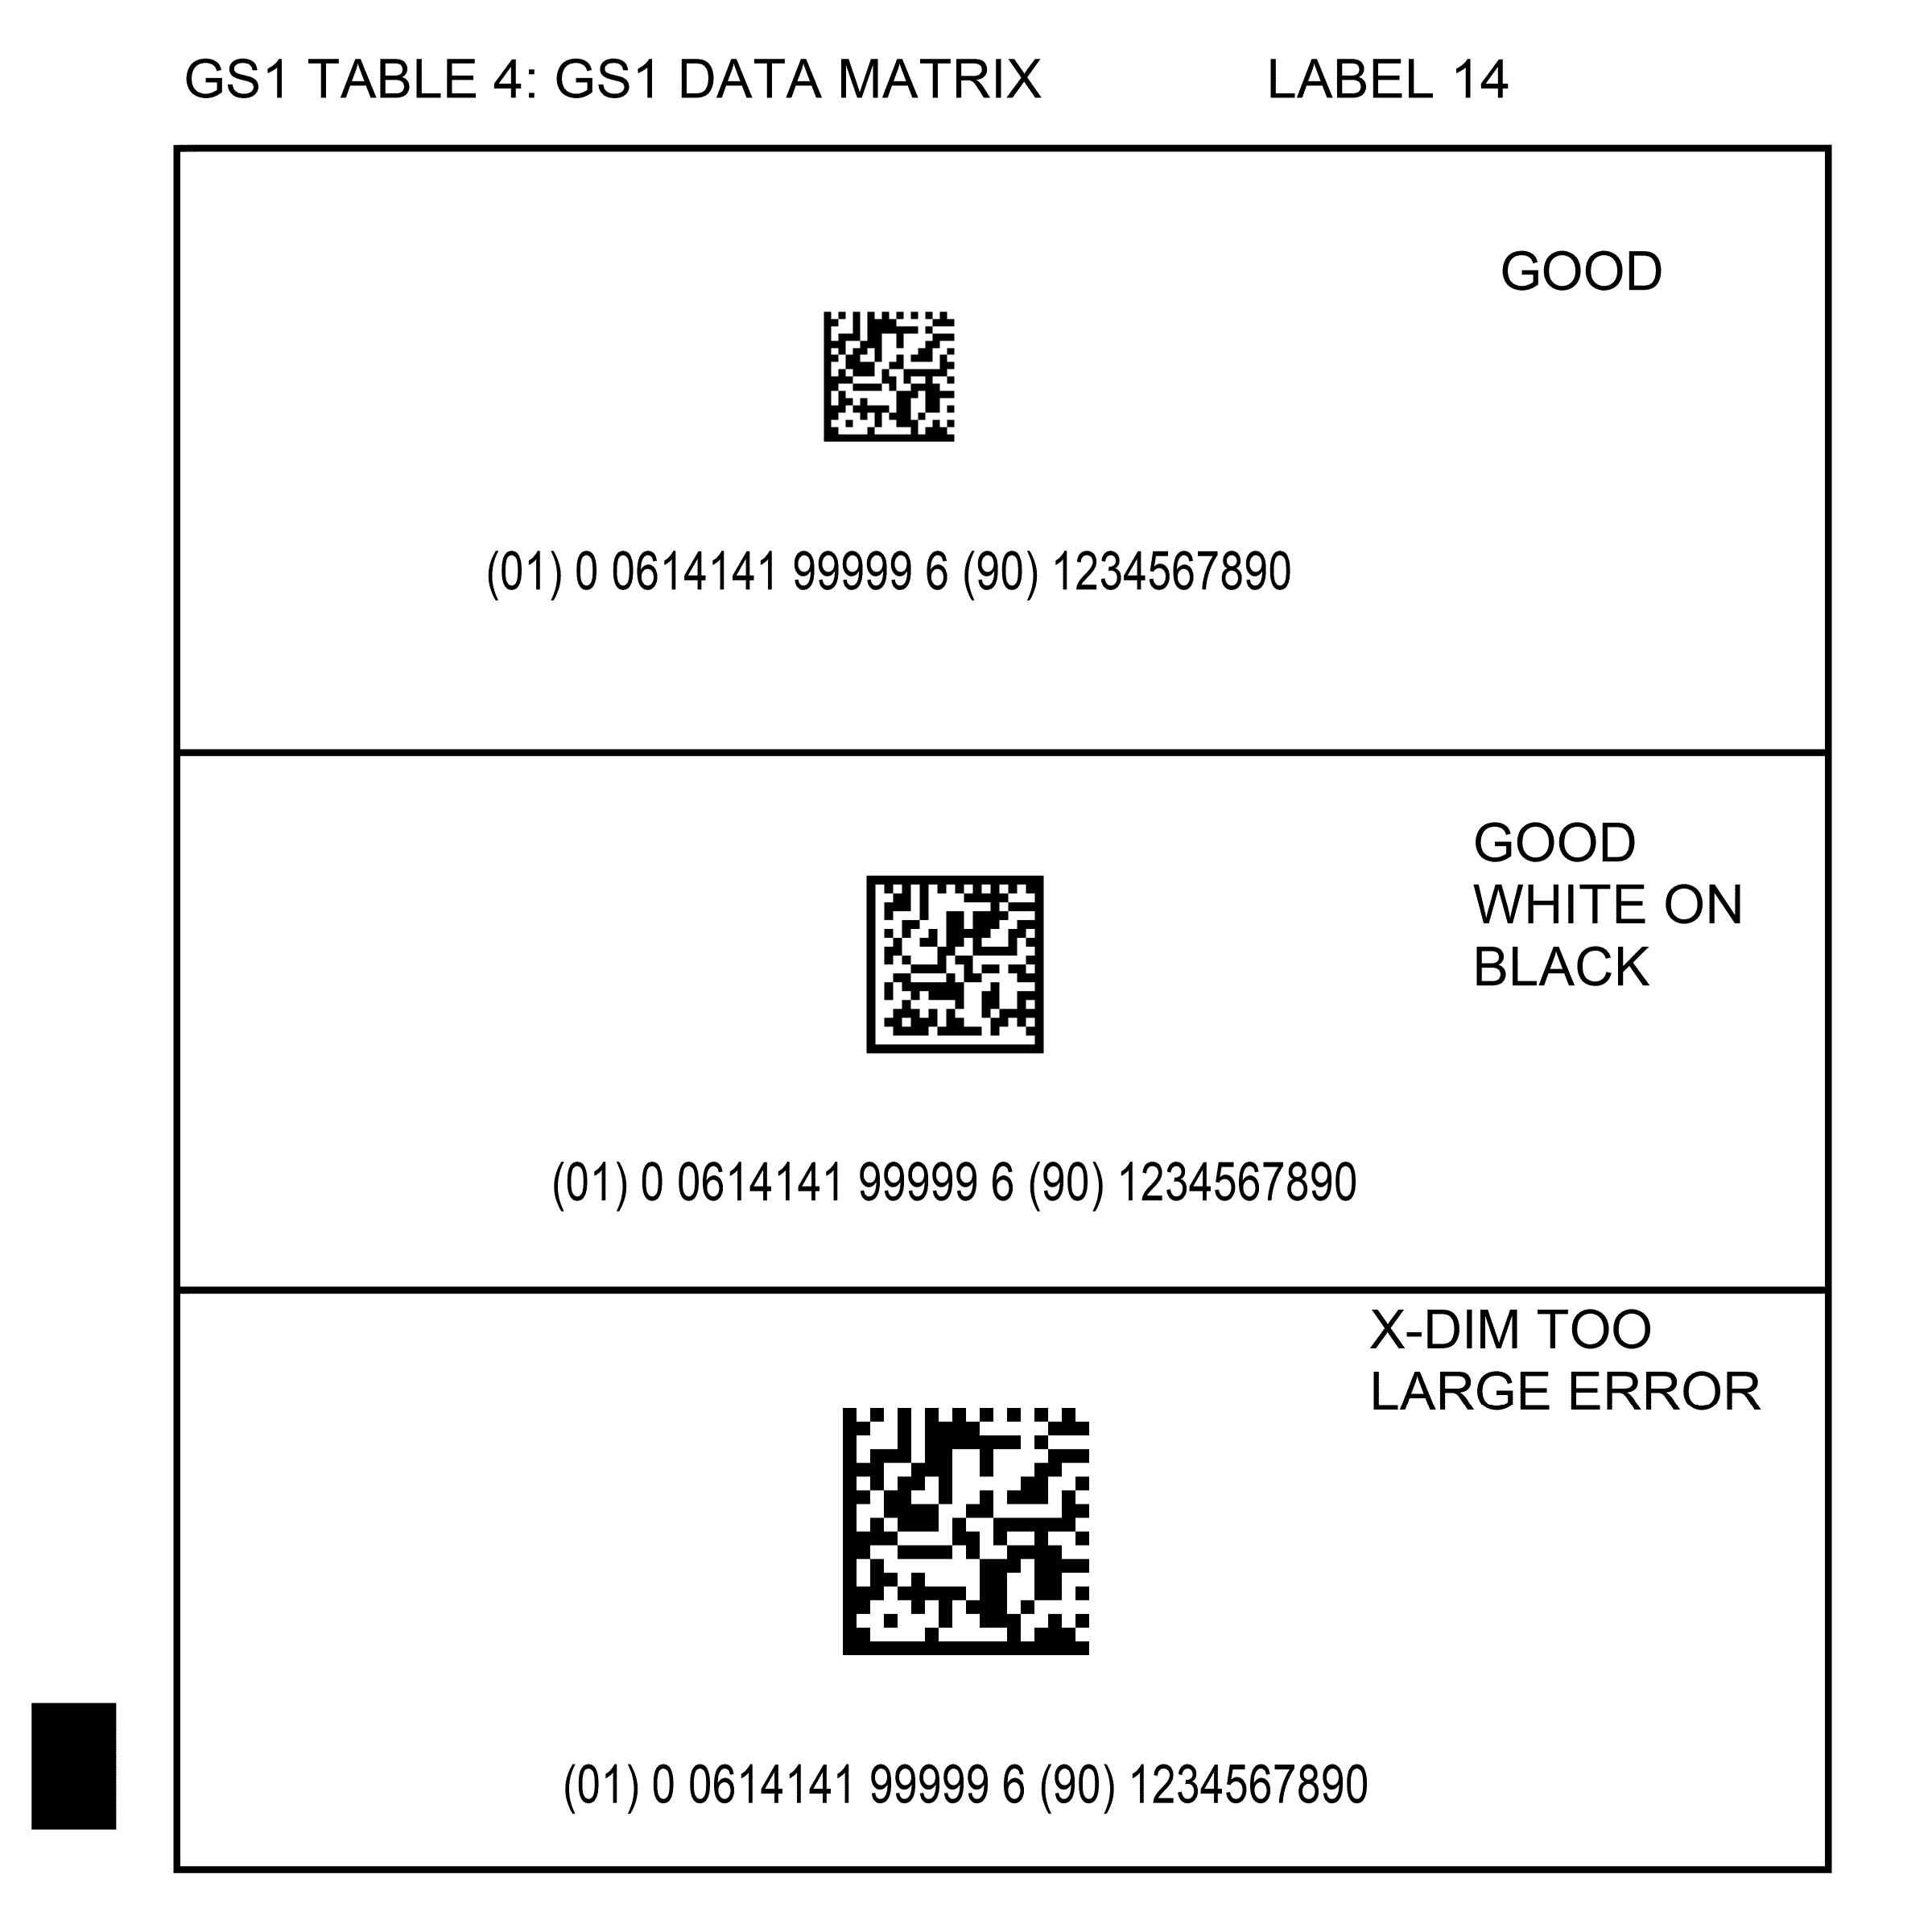 GS1 TABLE 4: GS1 DATA MATRIX LABEL 14
GOOD
(01) 0 0614141 99999 6 (90) 1234567890
GOOD
WHITE ON
BLACK
(01) 0 0614141 99999 6 (90) 1234567890
X-DIM TOO
LARGE ERROR
(01) 0 0614141 99999 6 (90) 1234567890